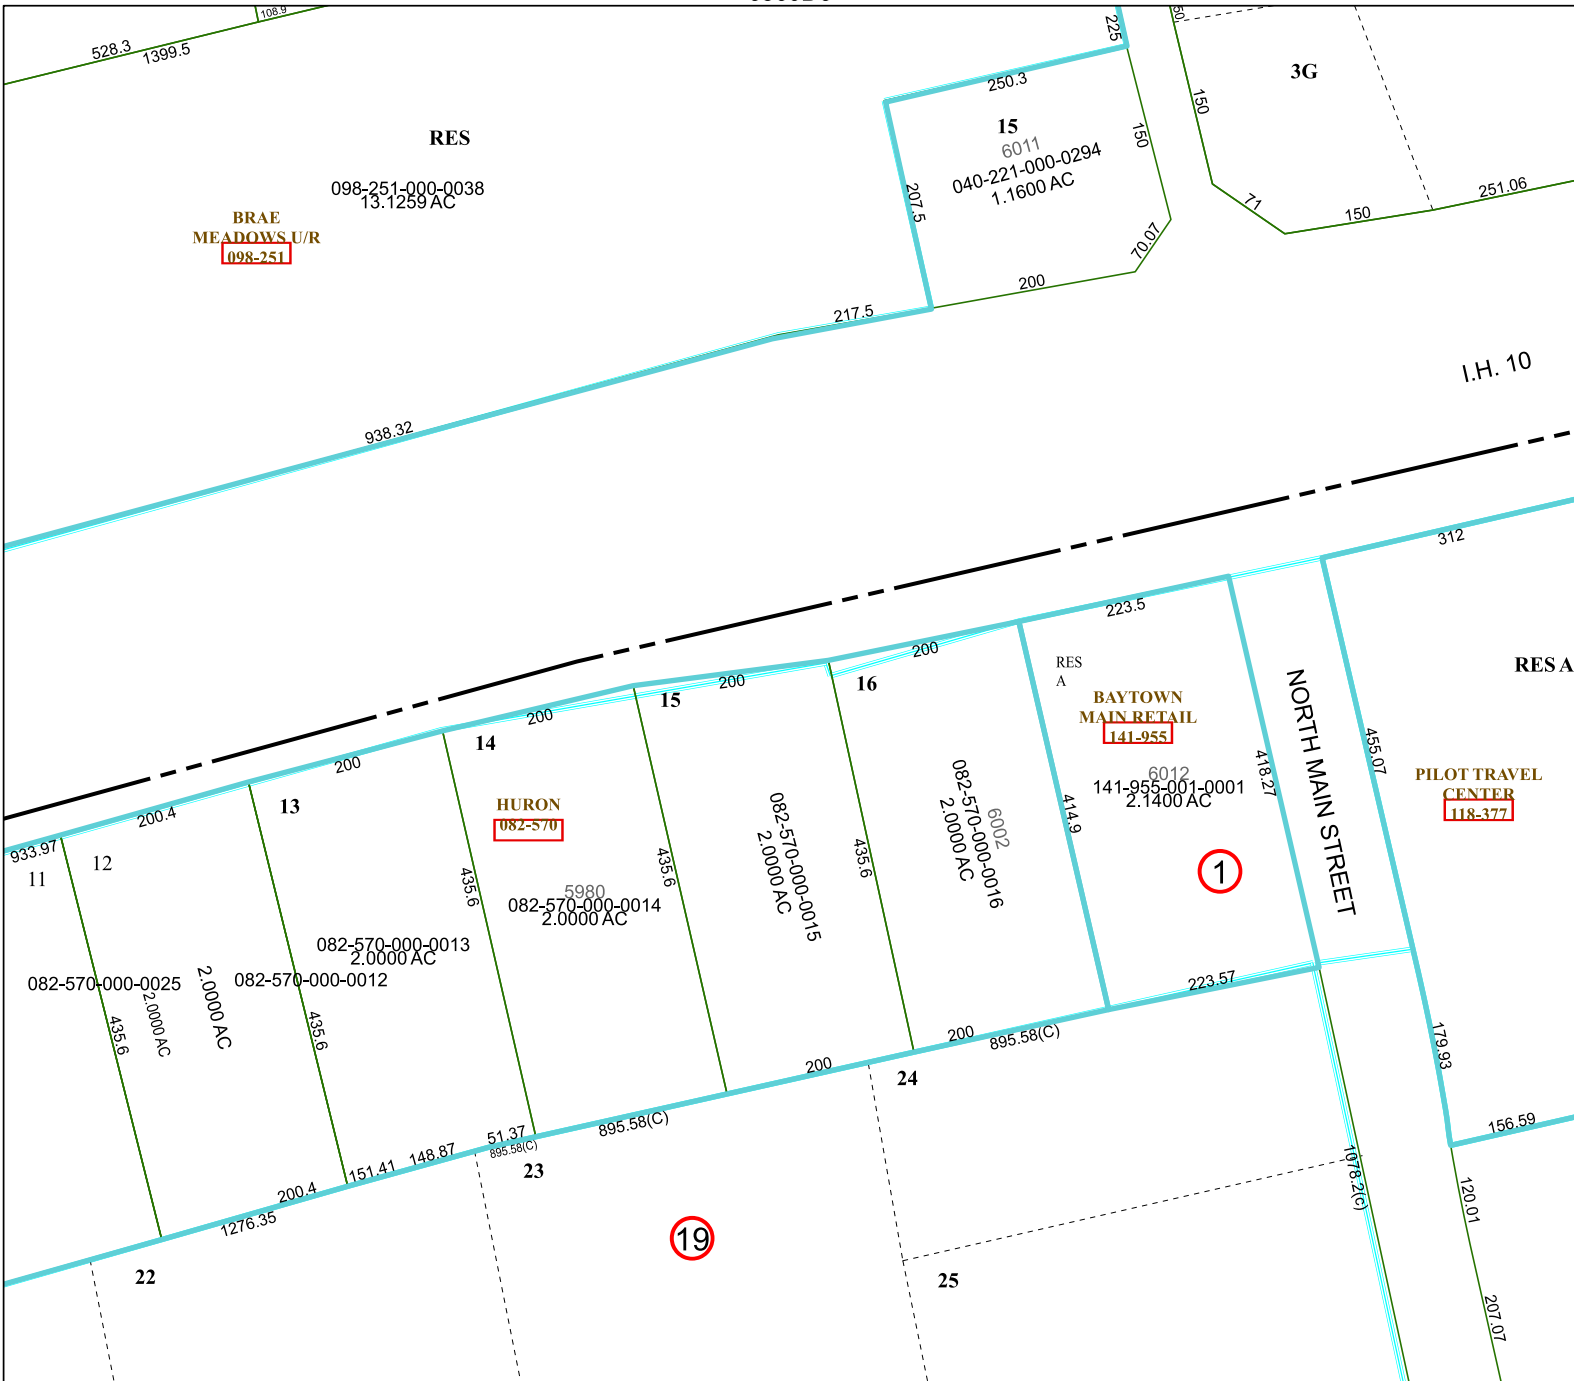 108.9
528.3
1399.5
225
50
250.3
3G
150
RES
15
6011
040-221-000-0294
1.1600 AC
150
098-251-000-0038
13.1259 AC
207.5
71
150
251.06
BRAE
MEADOWS U/R
098-251
70.07
200
217.5
I.H. 10
938.32
312
223.5
200
RES
A
RES A
200
15
16
BAYTOWN
MAIN RETAIL
141-955
NORTH MAIN STREET
455.07
200
14
200
13
200.4
933.97
11
12
HURON
082-570
435.6
5980
082-570-000-0014
2.0000 AC
435.6
082-570-000-0015
2.0000 AC
435.6
6002
082-570-000-0016
2.0000 AC
414.9
6012
141-955-001-0001
2.1400 AC
418.27
PILOT TRAVEL
CENTER
118-377
1
082-570-000-0013
2.0000 AC
082-570-000-0025
082-570-000-0012
2.0000 AC
2.0000 AC
435.6
435.6
223.57
200
895.58(C)
179.93
200
24
51.37
895.58(C)
895.58(C)
148.87
151.41
23
200.4
1276.35
156.59
1078.2(c)
120.01
19
22
25
207.07